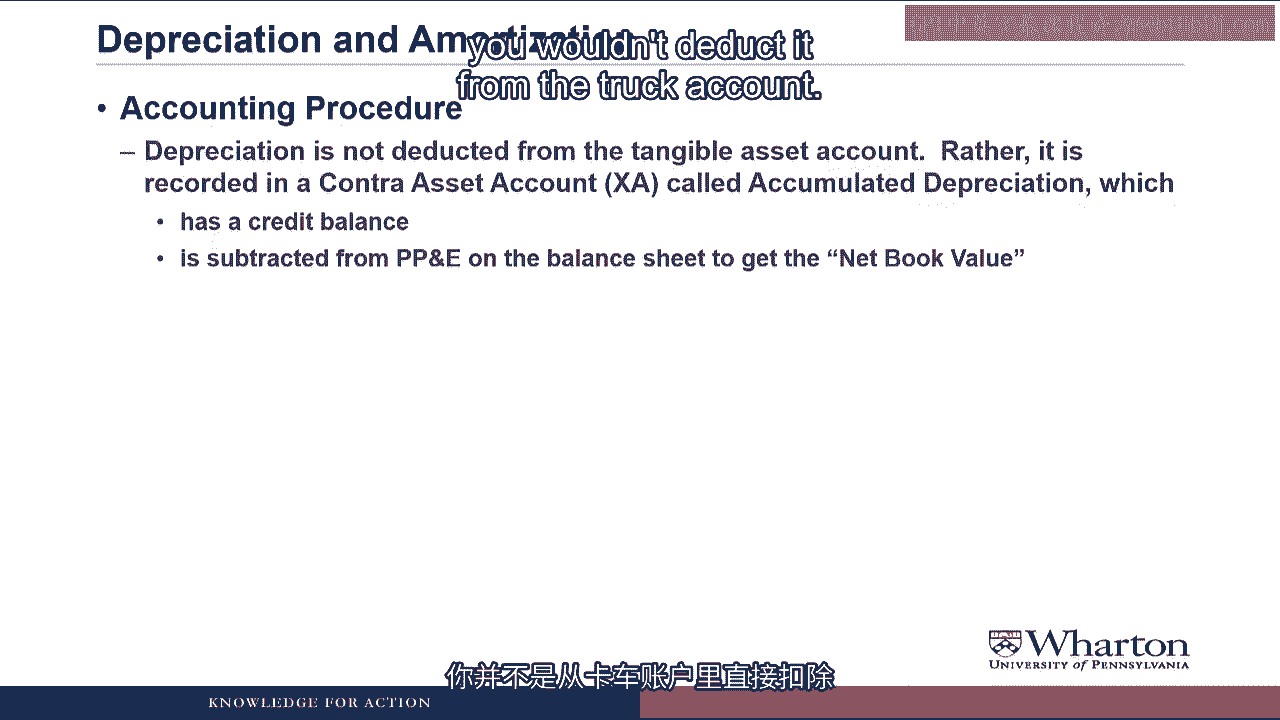 Depreciation and Amortization
you wouldn't deduct it
from the truck account.
• Accounting Procedure
– Depreciation is not deducted from the tangible asset account. Rather, it is
recorded in a Contra Asset Account (XA) called Accumulated Depreciation, which
• has a credit balance
• is subtracted from PP&E on the balance sheet to get the “Net Book Value”
Wharton
UNIVERSITY of PENNSYLVANIA
你并不是从卡车账户里直接扣除
KNOWLEDGE FOR ACTION